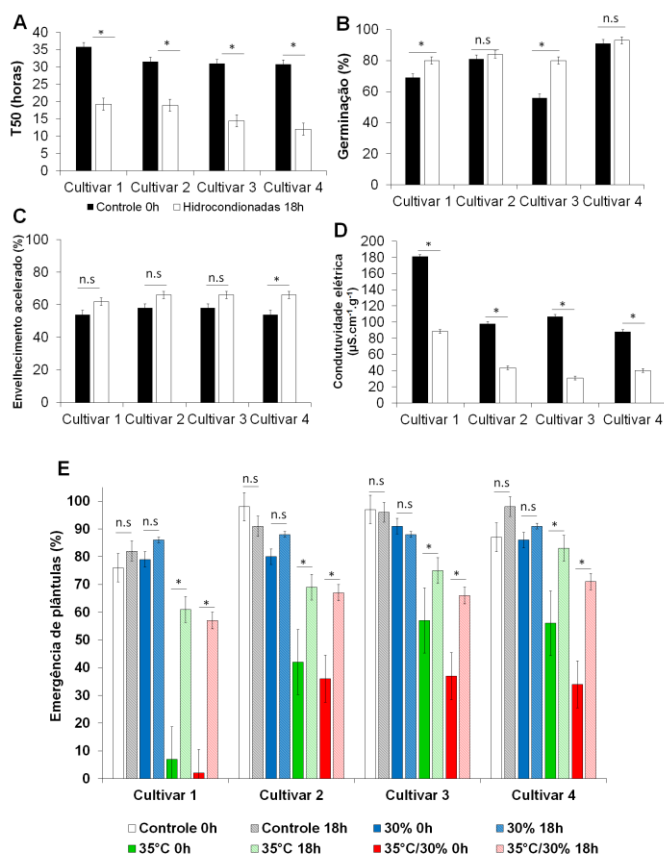 A
T50 (horas)
40
35
30
25
20
15
10
5
0
* * * *
Cultivar 1 Cultivar 2 Cultivar 3 Cultivar 4
Controle 0h Hidrocondionadas 18h
B
Germinação (%)
100
80
60
40
20
0
* n.s * n.s
Cultivar 1 Cultivar 2 Cultivar 3 Cultivar 4
C
Envelhecimento acelerado (%)
100
80
60
40
20
0
n.s n.s n.s *
Cultivar 1 Cultivar 2 Cultivar 3 Cultivar 4
D
Condutuvidade elétrica
(µS.cm⁻¹.g⁻¹)
200
180
160
140
120
100
80
60
40
20
0
* * * *
Cultivar 1 Cultivar 2 Cultivar 3 Cultivar 4
E
Emergência de plântulas (%)
100
90
80
70
60
50
40
30
20
10
0
n.s n.s * * n.s n.s * * n.s n.s * * n.s n.s * *
Cultivar 1 Cultivar 2 Cultivar 3 Cultivar 4
Controle 0h Controle 18h 30% 0h 30% 18h
35°C 0h 35°C 18h 35°C/30% 0h 35°C/30% 18h